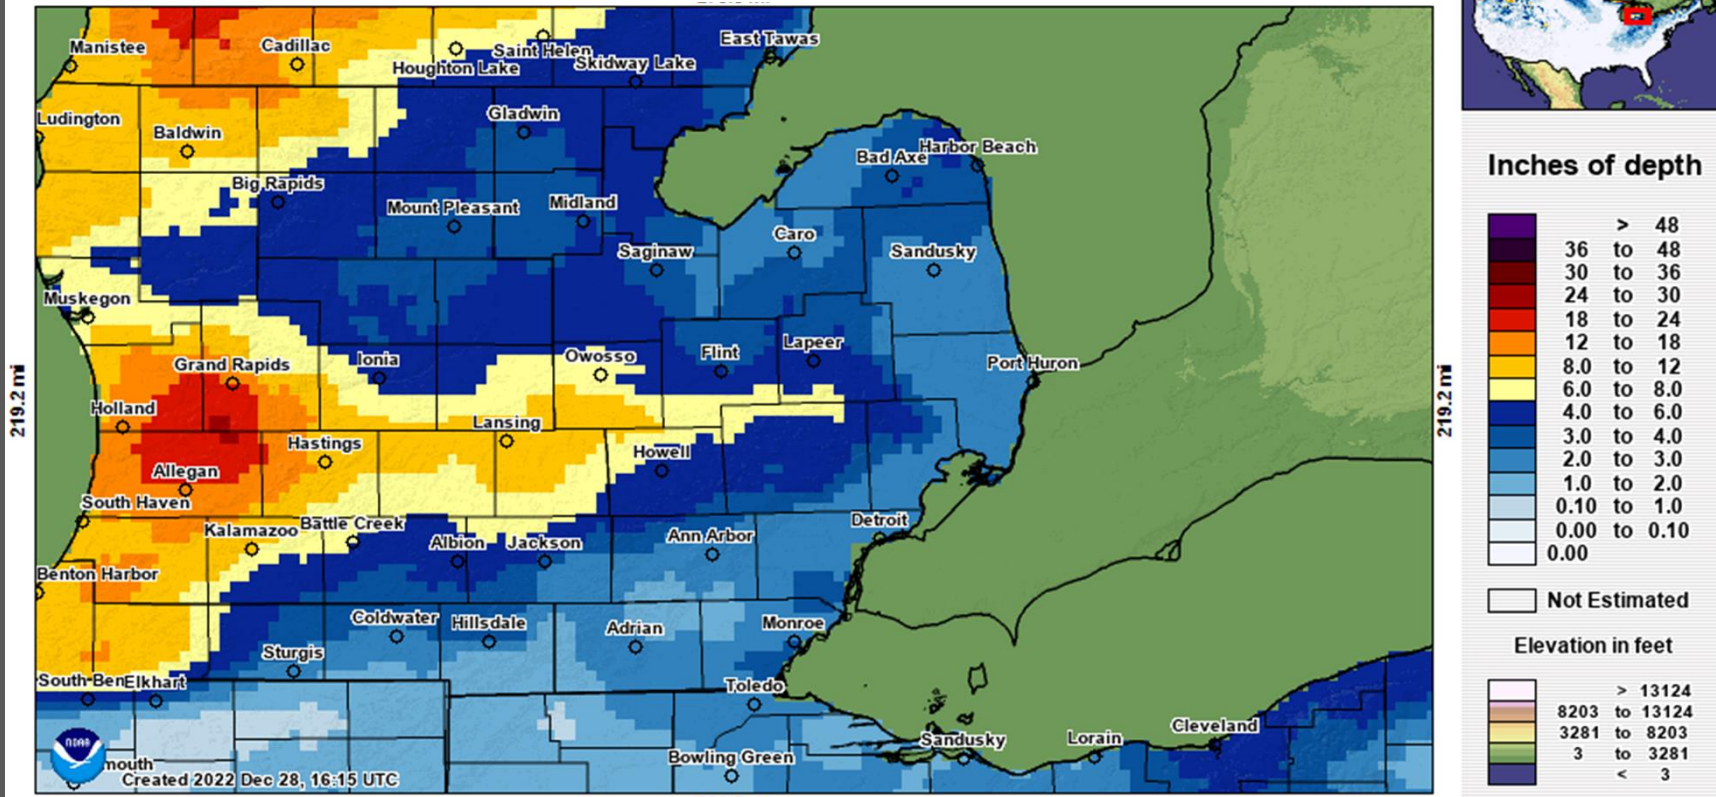 Manistee
Cadillac
Saint Helen
Houghton Lake
Skidway Lake
East Tawas
Ludington
Baldwin
Gladwin
Bad Axe
Harbor Beach
Big Rapids
Mount Pleasant
Midland
Saginaw
Caro
Sandusky
Muskegon
Grand Rapids
Ionia
Owosso
Flint
Lapeer
Port Huron
219.2 mi
219.2 mi
Holland
Hastings
Lansing
Howell
Allegan
South Haven
Kalamazoo
Battle Creek
Albion
Jackson
Ann Arbor
Detroit
Benton Harbor
Coldwater
Hillsdale
Adrian
Monroe
Sturgis
South Ben
Elkhart
Toledo
Cleveland
Sandusky
Lorain
Bowling Green
NOAA
mouth
Created 2022 Dec 28, 16:15 UTC
Inches of depth
> 48
36 to 48
30 to 36
24 to 30
18 to 24
12 to 18
8.0 to 12
6.0 to 8.0
4.0 to 6.0
3.0 to 4.0
2.0 to 3.0
1.0 to 2.0
0.10 to 1.0
0.00 to 0.10
0.00
Not Estimated
Elevation in feet
> 13124
8203 to 13124
3281 to 8203
3 to 3281
< 3